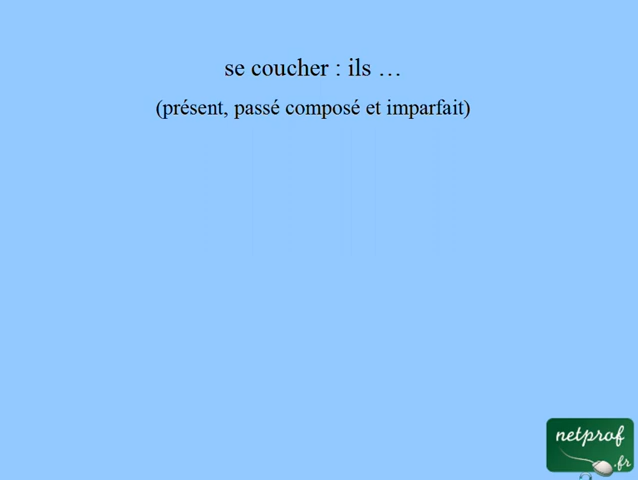 se coucher : ils …
(présent, passé composé et imparfait)
netprof
.fr